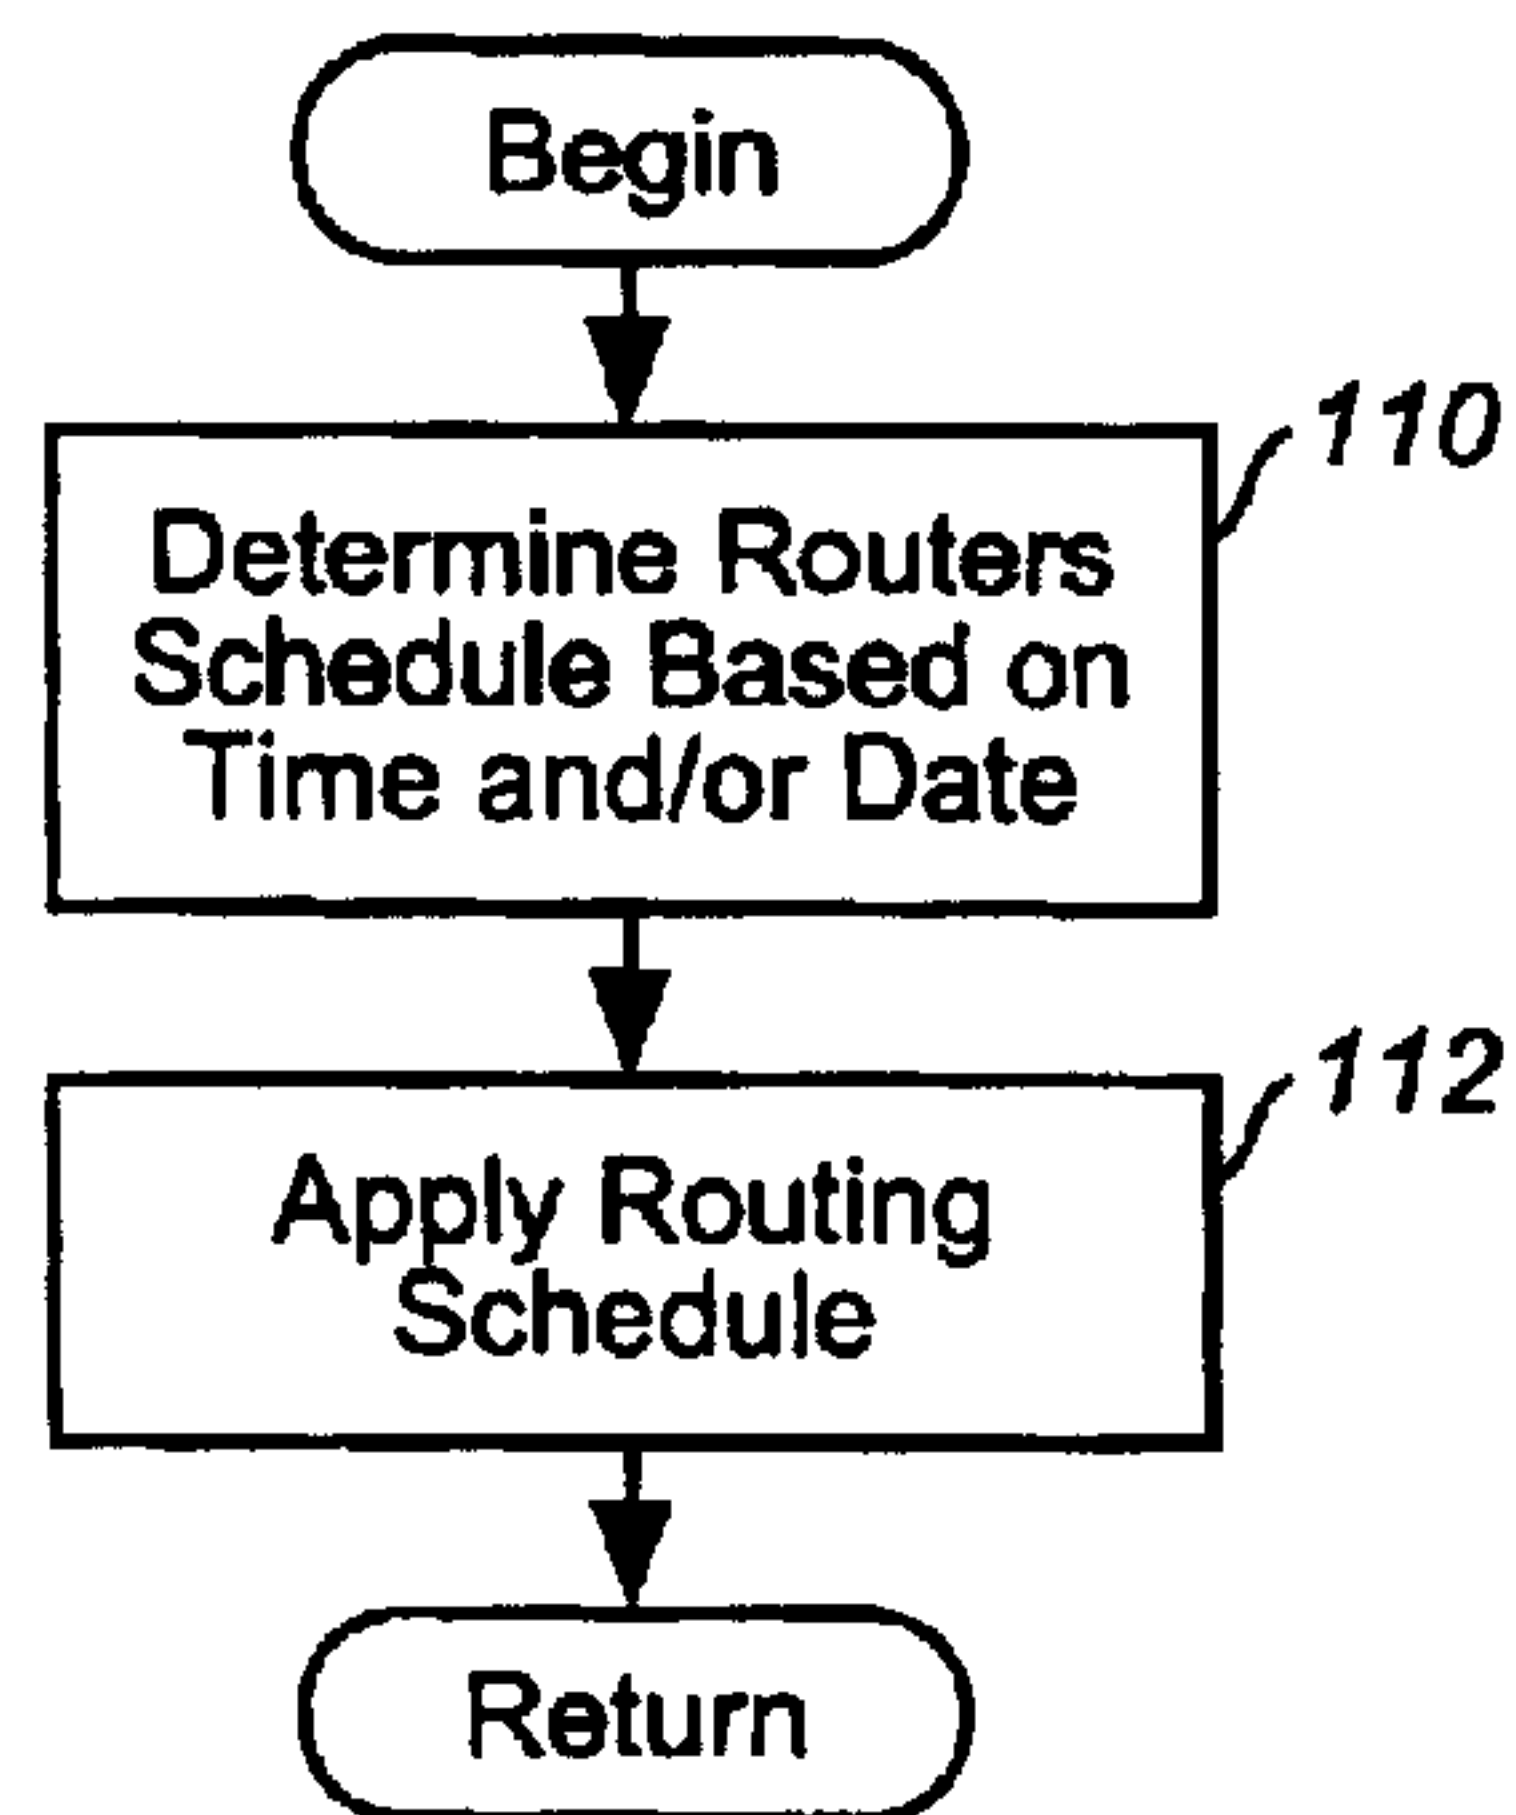 Begin
110
Determine Routers
Schedule Based on
Time and/or Date
112
Apply Routing
Schedule
Return